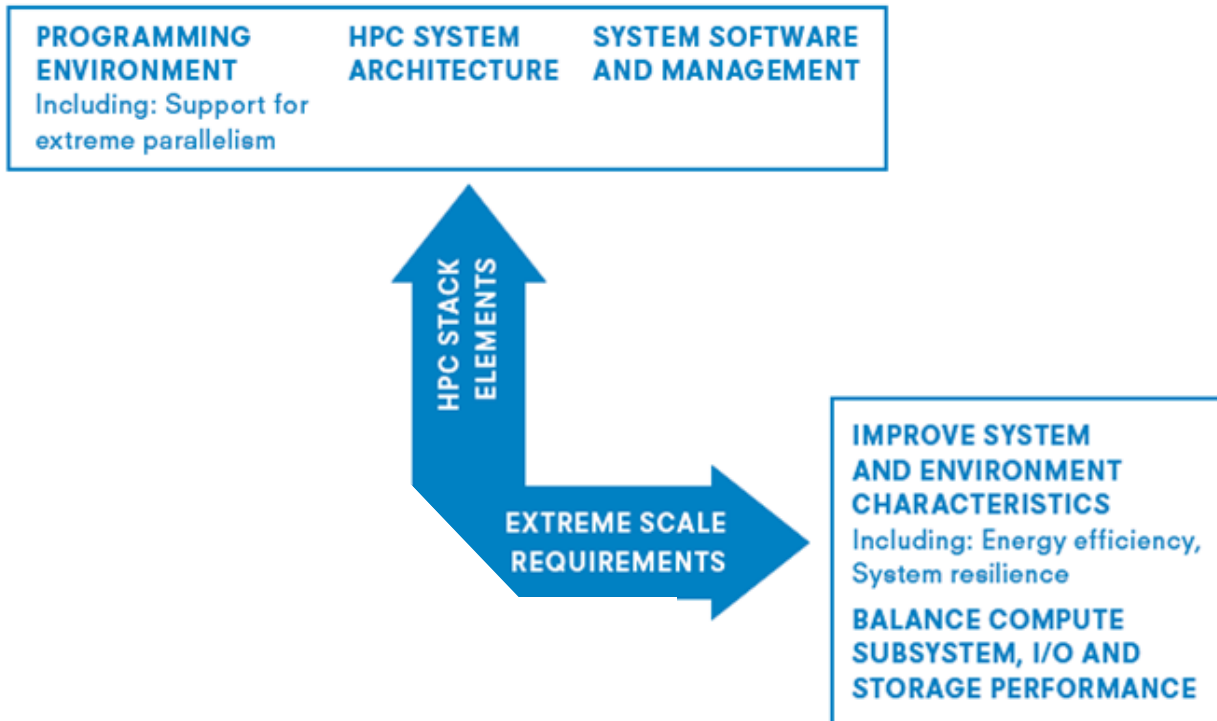 PROGRAMMING
ENVIRONMENT
Including: Support for
extreme parallelism
HPC SYSTEM
ARCHITECTURE
SYSTEM SOFTWARE
AND MANAGEMENT
HPC STACK
ELEMENTS
EXTREME SCALE
REQUIREMENTS
IMPROVE SYSTEM
AND ENVIRONMENT
CHARACTERISTICS
Including: Energy efficiency,
System resilience
BALANCE COMPUTE
SUBSYSTEM, I/O AND
STORAGE PERFORMANCE